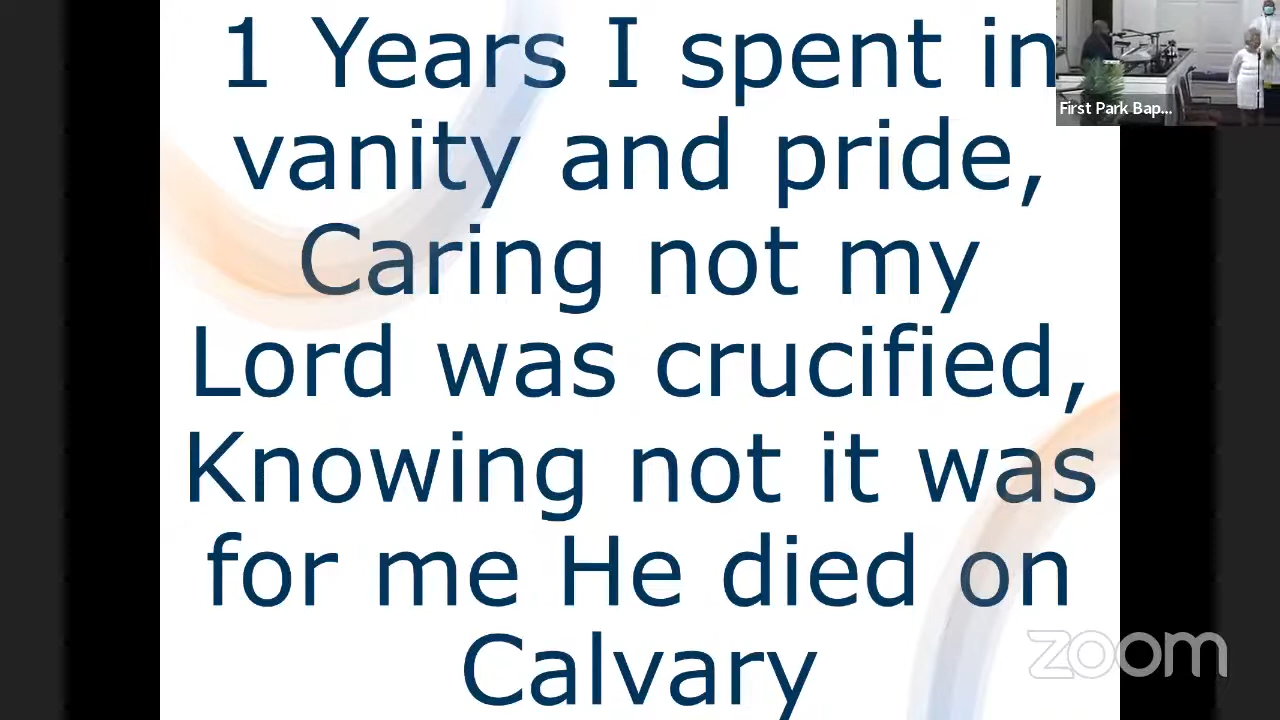 1 Years I spent in
vanity and pride,
Caring not my
Lord was crucified,
Knowing not it was
for me He died on
Calvary
First Park Bap...
zoom